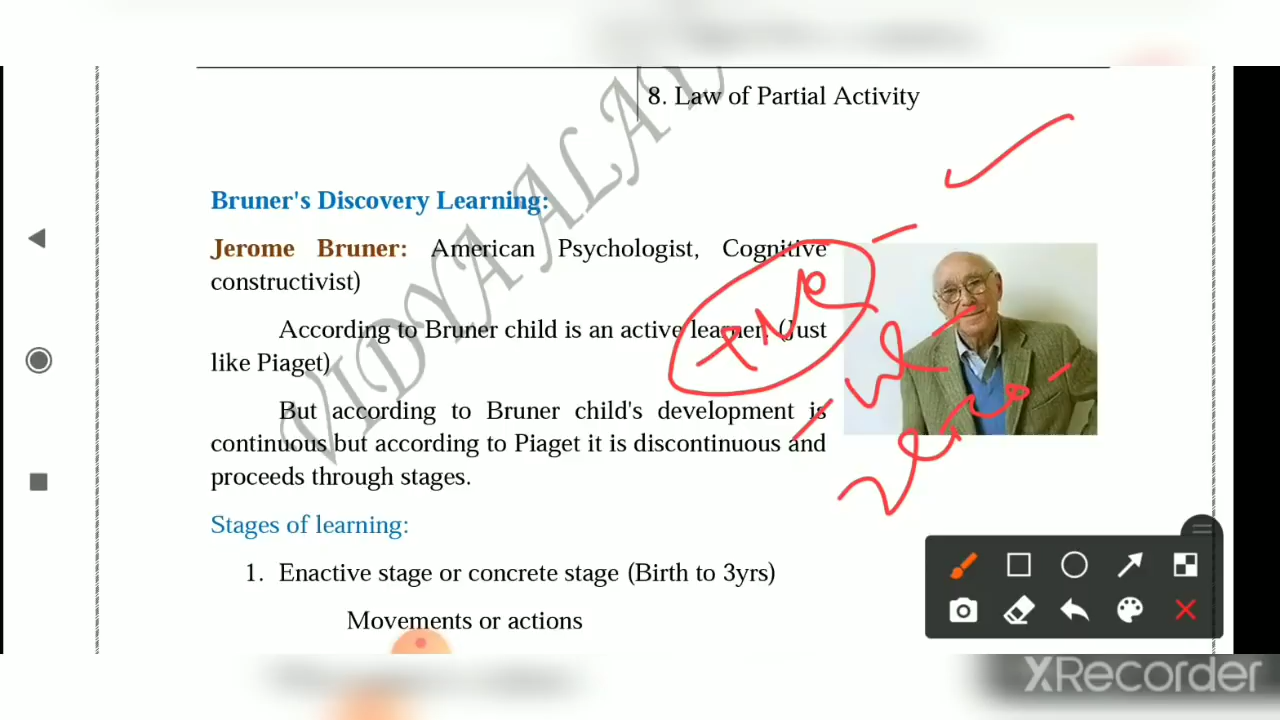 8. Law of Partial Activity
Bruner's Discovery Learning:
Jerome Bruner: American Psychologist, Cognitive
constructivist)
According to Bruner child is an active learner. (Just
like Piaget)
But according to Bruner child's development is
continuous but according to Piaget it is discontinuous and
proceeds through stages.
Stages of learning:
1. Enactive stage or concrete stage (Birth to 3yrs)
Movements or actions
XRecorder